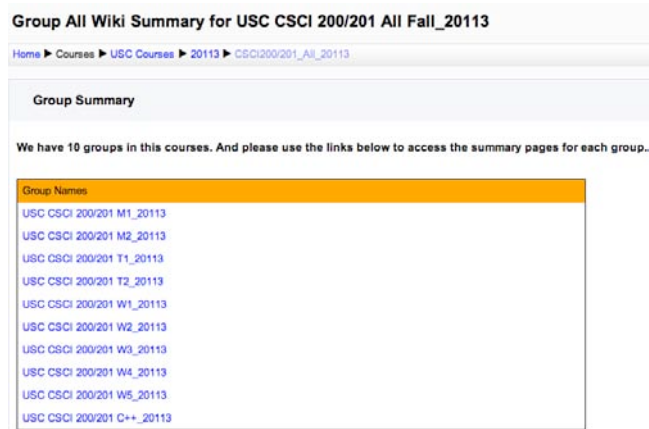 Group All Wiki Summary for USC CSCI 200/201 All Fall_20113
Home ► Courses ► USC Courses ► 20113 ► CSCI200/201_All_20113
Group Summary
We have 10 groups in this courses. And please use the links below to access the summary pages for each group..
Group Names
USC CSCI 200/201 M1_20113
USC CSCI 200/201 M2_20113
USC CSCI 200/201 T1_20113
USC CSCI 200/201 T2_20113
USC CSCI 200/201 W1_20113
USC CSCI 200/201 W2_20113
USC CSCI 200/201 W3_20113
USC CSCI 200/201 W4_20113
USC CSCI 200/201 W5_20113
USC CSCI 200/201 C++_20113